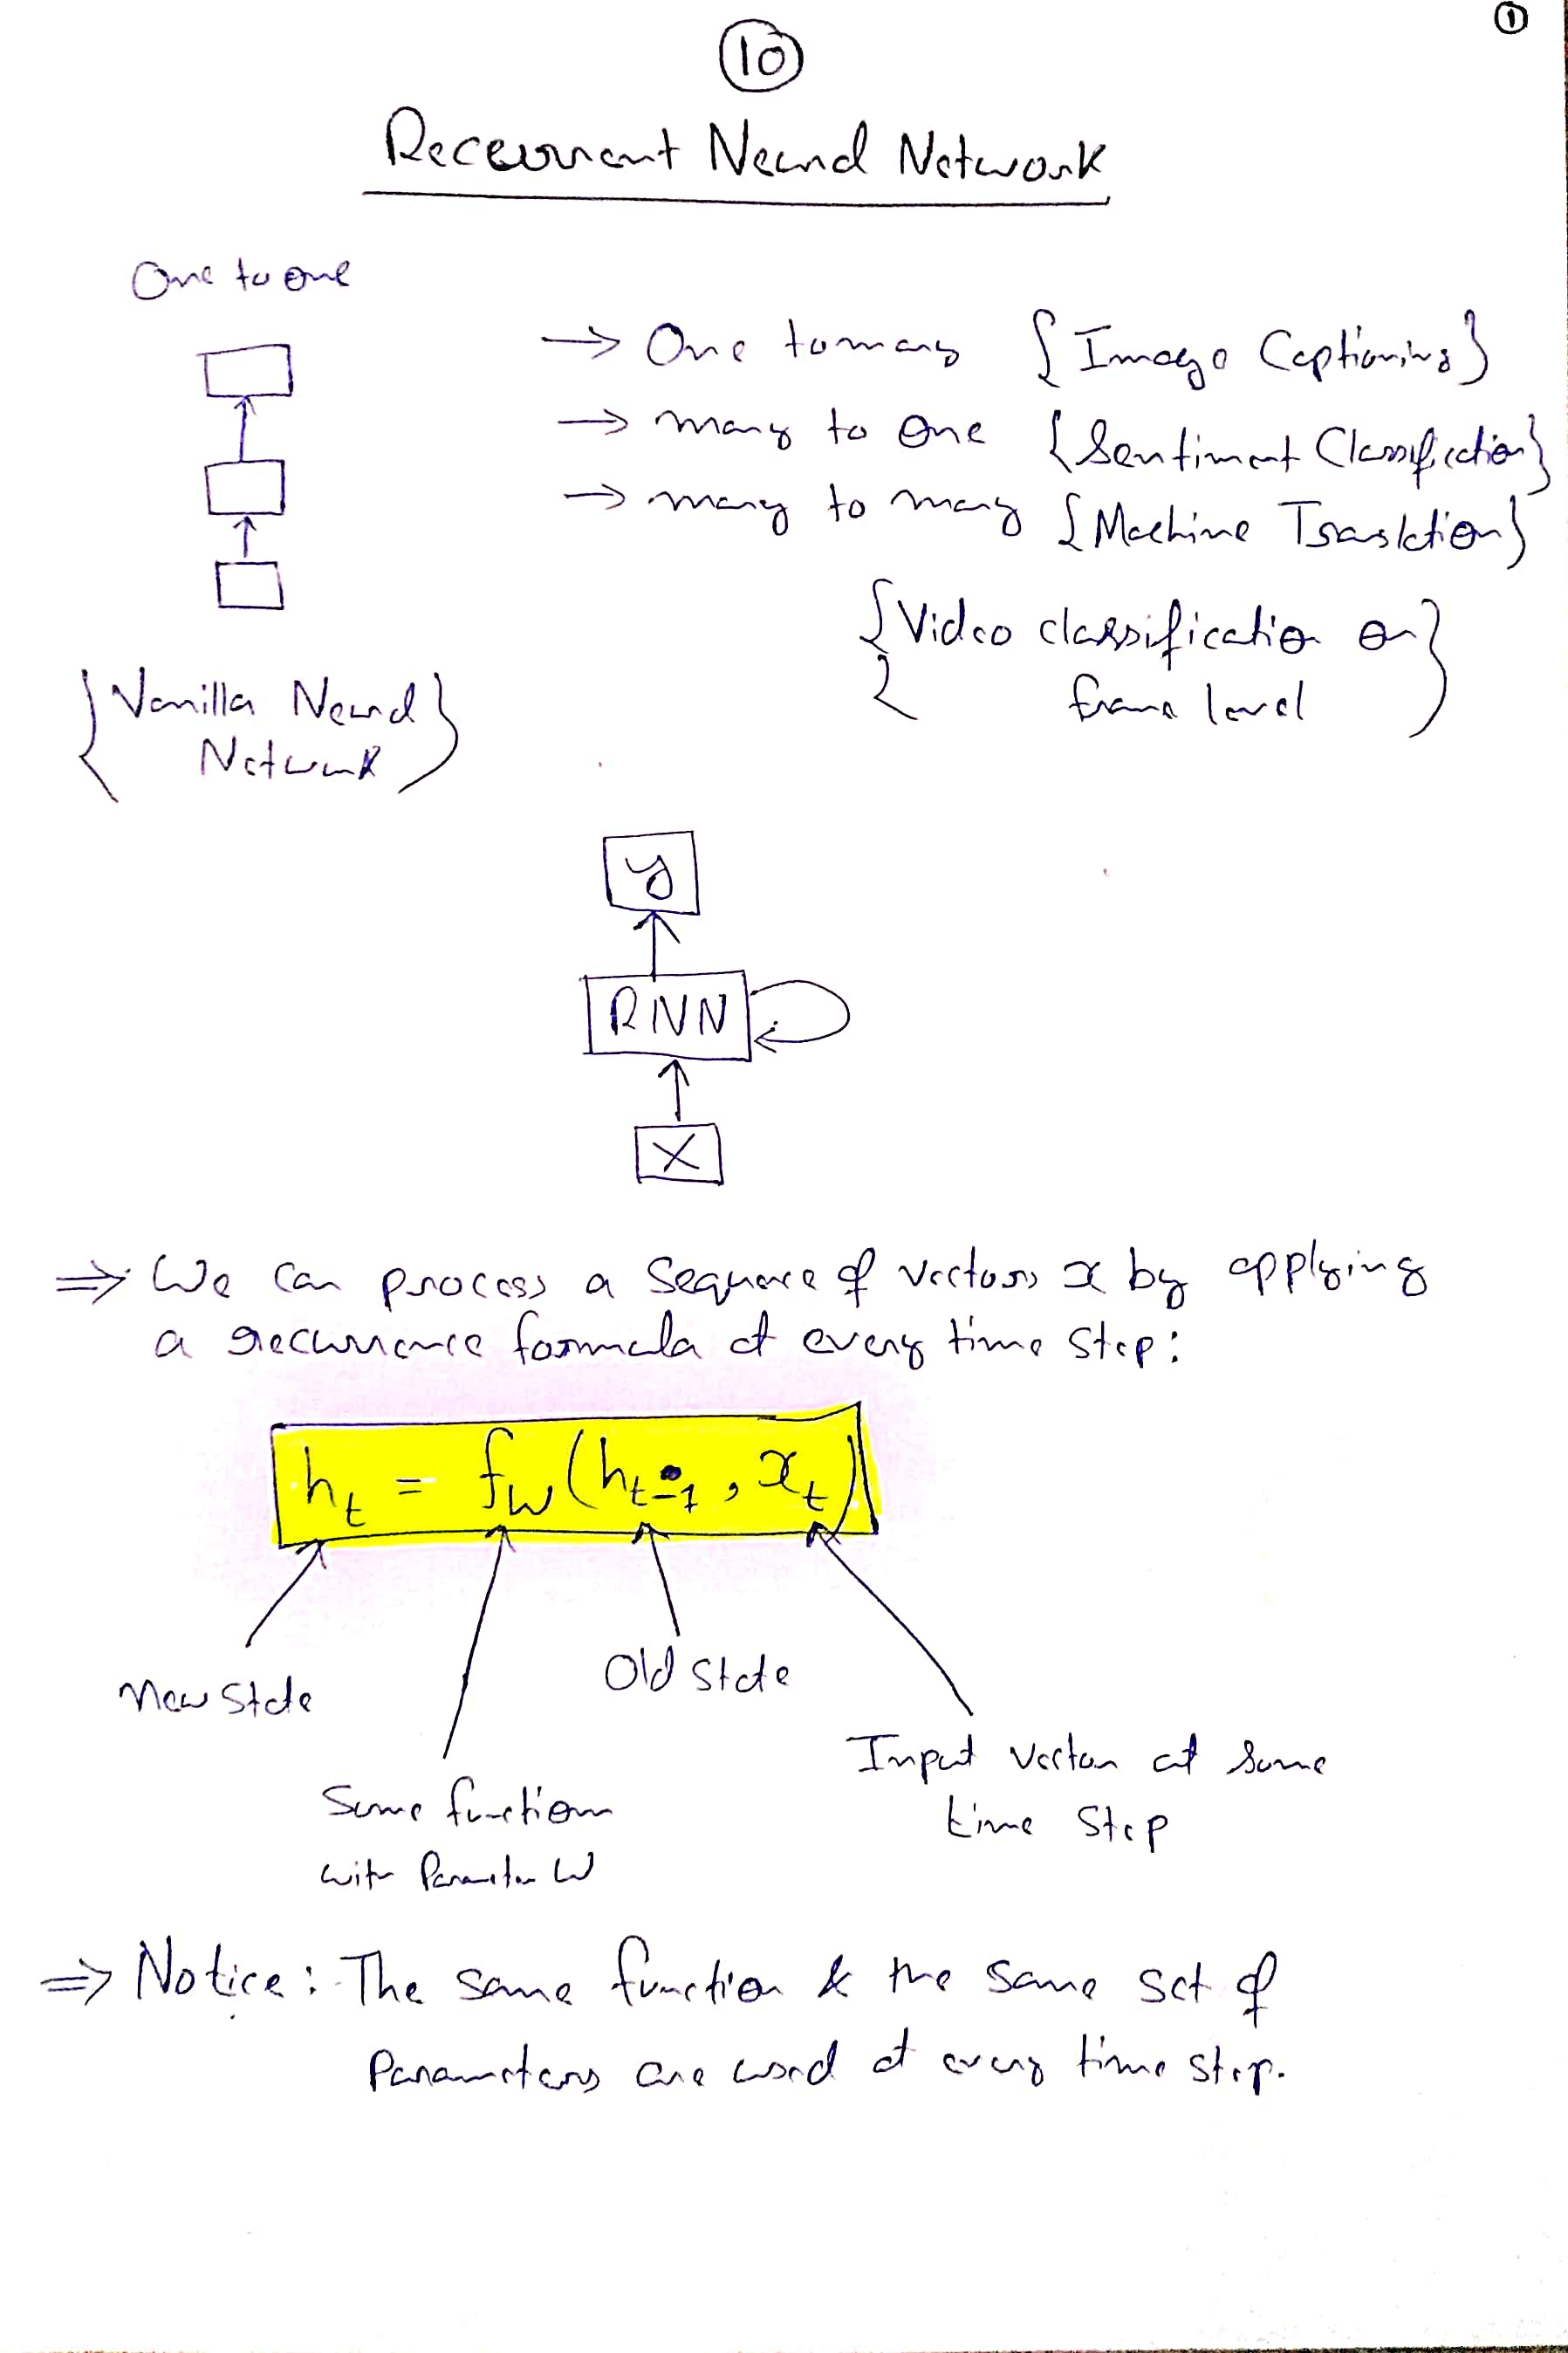 ①
⑩
Recurrent Neural Network
One to one
→ One to many {Image Captioning}
→ many to one {Sentiment Classification}
→ many to many {Machine Translation}
{Video classification on
frame level}
{Vanilla Neural
Network}
y
RNN
X
⇒ We can process a sequence of vectors x by applying
a recurrence formula at every time step:
h_t = f_W(h_{t-1}, x_t)
New state
Old state
Input vector at some
time step
Some function
with Parameter W
⇒ Notice: The same function & the same set of
Parameters are used at every time step.